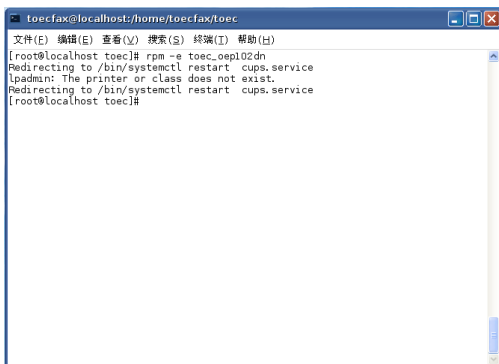 toecfax@localhost:/home/toecfax/toec
文件(F) 编辑(E) 查看(V) 搜索(S) 终端(T) 帮助(H)
[root@localhost toec]# rpm -e toec_oep102dn
Redirecting to /bin/systemctl restart  cups.service
lpadmin: The printer or class does not exist.
Redirecting to /bin/systemctl restart  cups.service
[root@localhost toec]#